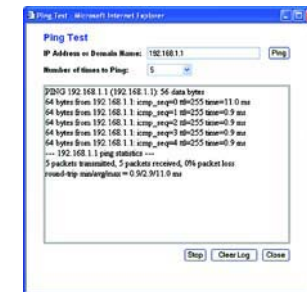 Ping Test - Microsoft Internet Explorer
Ping Test
IP Address or Domain Name: 192.168.1.1 Ping
Number of times to Ping: 5
PING 192.168.1.1 (192.168.1.1): 56 data bytes
64 bytes from 192.168.1.1: icmp_seq=0 ttl=255 time=11.0 ms
64 bytes from 192.168.1.1: icmp_seq=1 ttl=255 time=0.9 ms
64 bytes from 192.168.1.1: icmp_seq=2 ttl=255 time=0.9 ms
64 bytes from 192.168.1.1: icmp_seq=3 ttl=255 time=0.9 ms
64 bytes from 192.168.1.1: icmp_seq=4 ttl=255 time=0.9 ms
--- 192.168.1.1 ping statistics ---
5 packets transmitted, 5 packets received, 0% packet loss
round-trip min/avg/max = 0.9/2.9/11.0 ms
Stop Clear Log Close